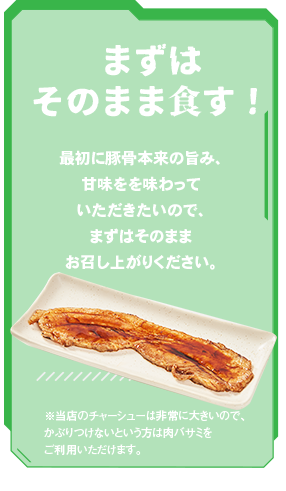 まずは
そのまま食す！
最初に豚骨本来の旨み、
甘味をを味わって
いただきたいので、
まずはそのまま
お召し上がりください。
※当店のチャーシューは非常に大きいので、
かぶりつけないという方は肉バサミを
ご利用いただけます。